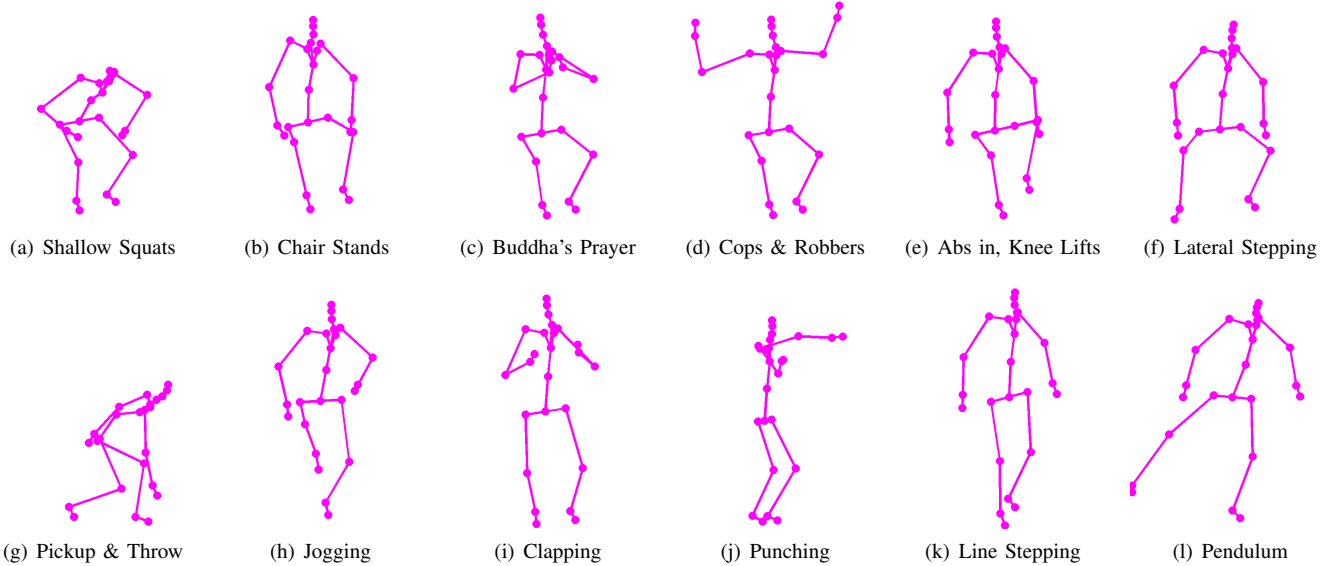 (a) Shallow Squats
(b) Chair Stands
(c) Buddha's Prayer
(d) Cops & Robbers
(e) Abs in, Knee Lifts
(f) Lateral Stepping
(g) Pickup & Throw
(h) Jogging
(i) Clapping
(j) Punching
(k) Line Stepping
(l) Pendulum